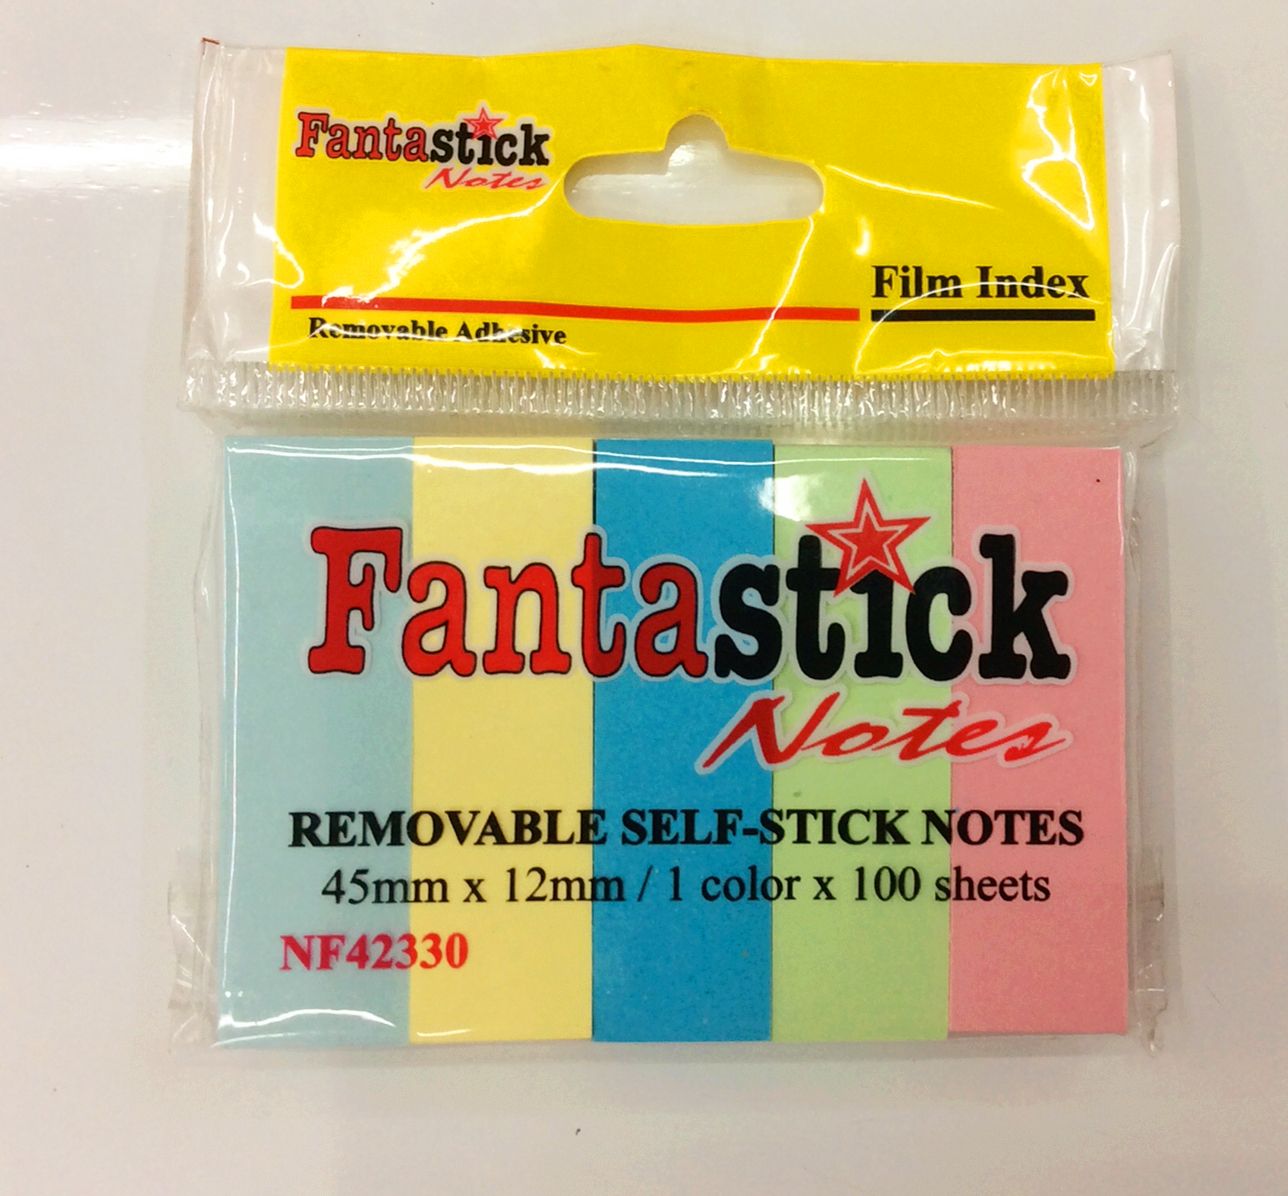 Fantastick
Notes
Film Index
Removable Adhesive
Fantastick
Notes
REMOVABLE SELF-STICK NOTES
45mm x 12mm / 1 color x 100 sheets
NF42330